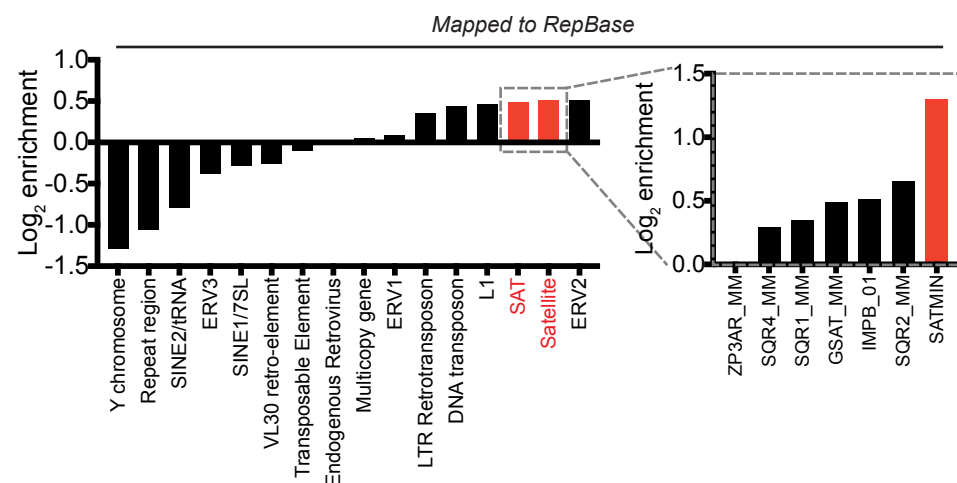 Mapped to RepBase
Log2 enrichment
1.0
0.5
0.0
-0.5
-1.0
-1.5
Y chromosome
Repeat region
SINE2/tRNA
ERV3
SINE1/7SL
VL30 retro-element
Transposable Element
Endogenous Retrovirus
Multicopy gene
ERV1
LTR Retrotransposon
DNA transposon
L1
SAT
Satellite
ERV2
Log2 enrichment
1.5
1.0
0.5
0.0
ZP3AR_MM
SQR4_MM
SQR1_MM
GSAT_MM
IMPB_01
SQR2_MM
SATMIN